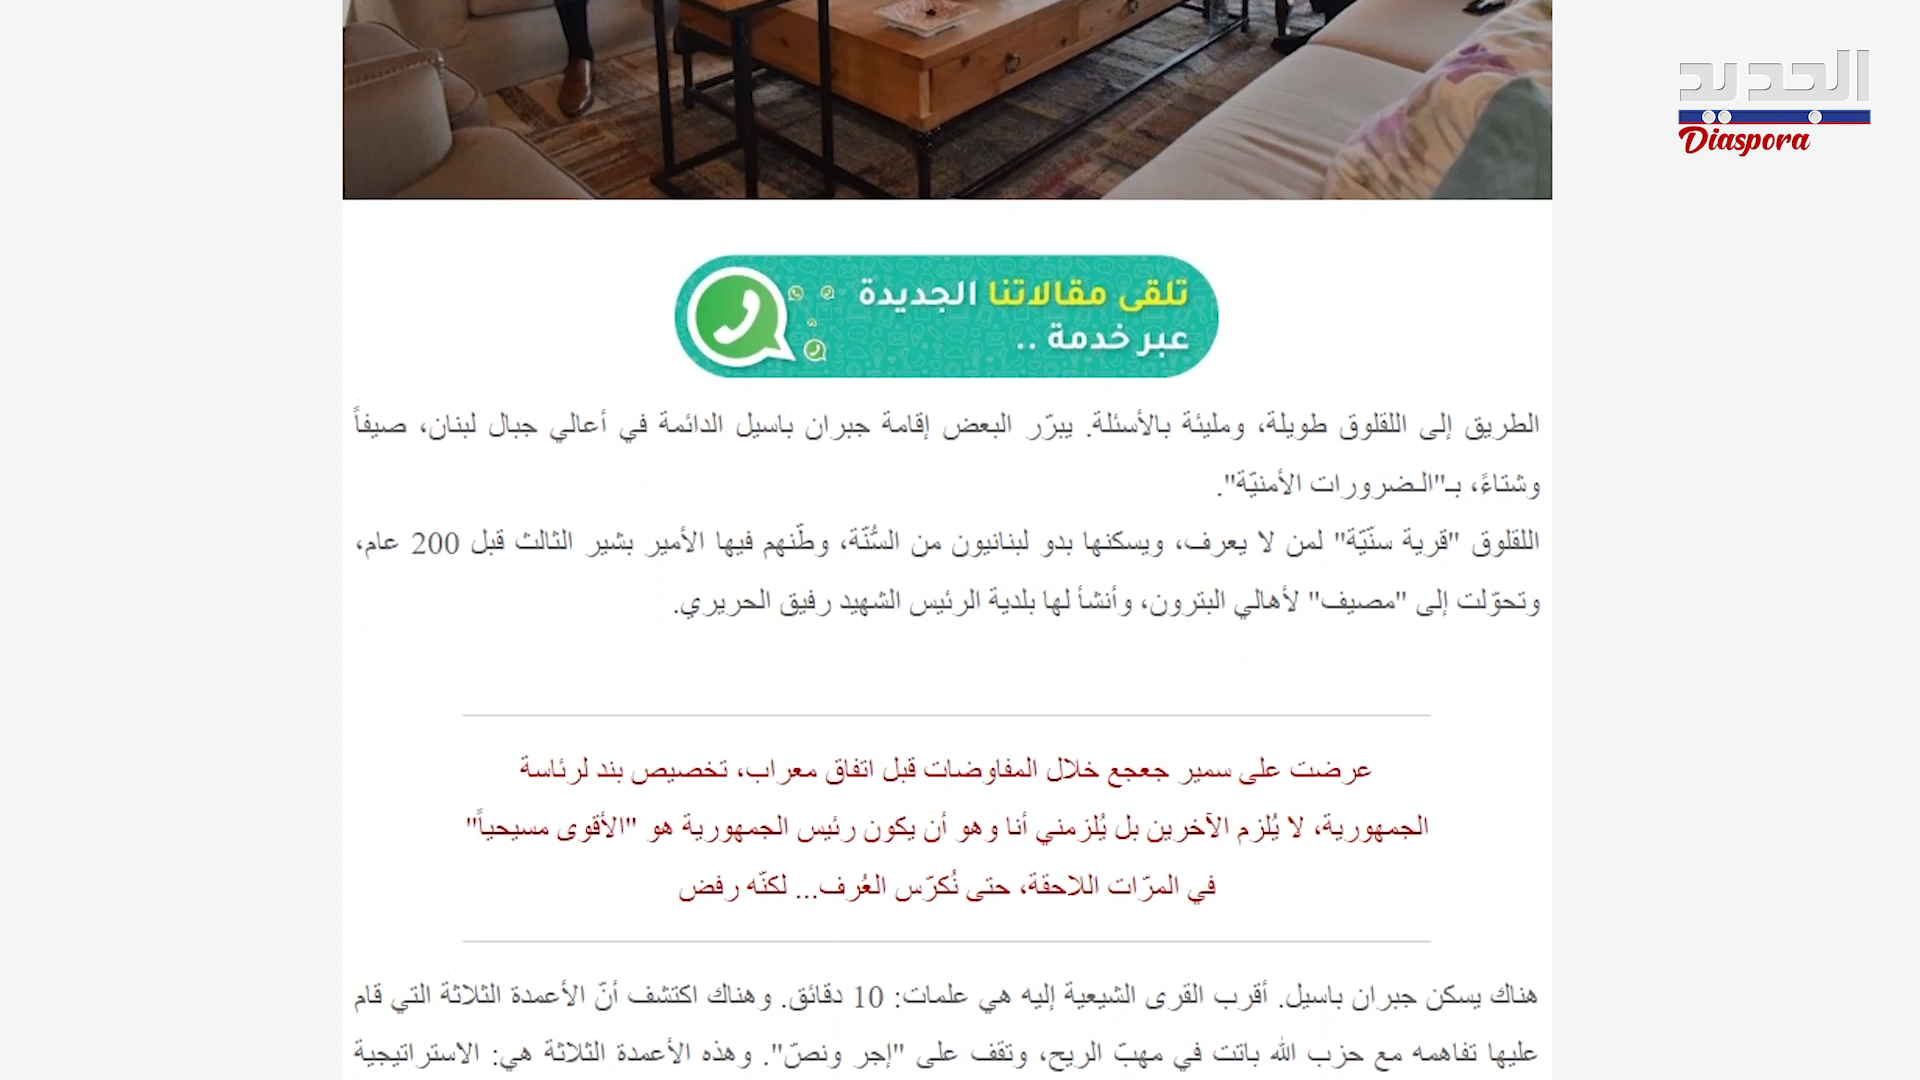 الجديد
Diaspora
تلقى مقالاتنا الجديدة
عبر خدمة ..
الطريق إلى اللقلوق طويلة، ومليئة بالأسئلة. يبرّر البعض إقامة جبران باسيل الدائمة في أعالي جبال لبنان، صيفاً
وشتاءً، بـ"الـضرورات الأمنيّة".
اللقلوق "قرية سنّيّة" لمن لا يعرف، ويسكنها بدو لبنانيون من السُّنّة، وطّنهم فيها الأمير بشير الثالث قبل 200 عام،
وتحوّلت إلى "مصيف" لأهالي البترون، وأنشأ لها بلدية الرئيس الشهيد رفيق الحريري.
عرضت على سمير جعجع خلال المفاوضات قبل اتفاق معراب، تخصيص بند لرئاسة
الجمهورية، لا يُلزم الآخرين بل يُلزمني أنا وهو أن يكون رئيس الجمهورية هو "الأقوى مسيحياً"
في المرّات اللاحقة، حتى نُكرّس العُرف... لكنّه رفض
هناك يسكن جبران باسيل. أقرب القرى الشيعية إليه هي علمات: 10 دقائق. وهناك اكتشف أنّ الأعمدة الثلاثة التي قام
عليها تفاهمه مع حزب الله باتت في مهبّ الريح، وتقف على "إجر ونصّ". وهذه الأعمدة الثلاثة هي: الاستراتيجية